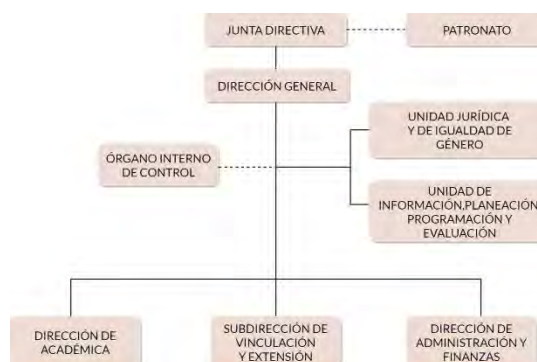 JUNTA DIRECTIVA
PATRONATO
DIRECCIÓN GENERAL
UNIDAD JURÍDICA
Y DE IGUALDAD DE
GÉNERO
ÓRGANO INTERNO
DE CONTROL
UNIDAD DE
INFORMACIÓN,PLANEACIÓN
PROGRAMACIÓN Y
EVALUACIÓN
DIRECCIÓN DE
ACADÉMICA
SUBDIRECCIÓN DE
VINCULACIÓN
Y EXTENSIÓN
DIRECCIÓN DE
ADMINISTRACIÓN Y
FINANZAS